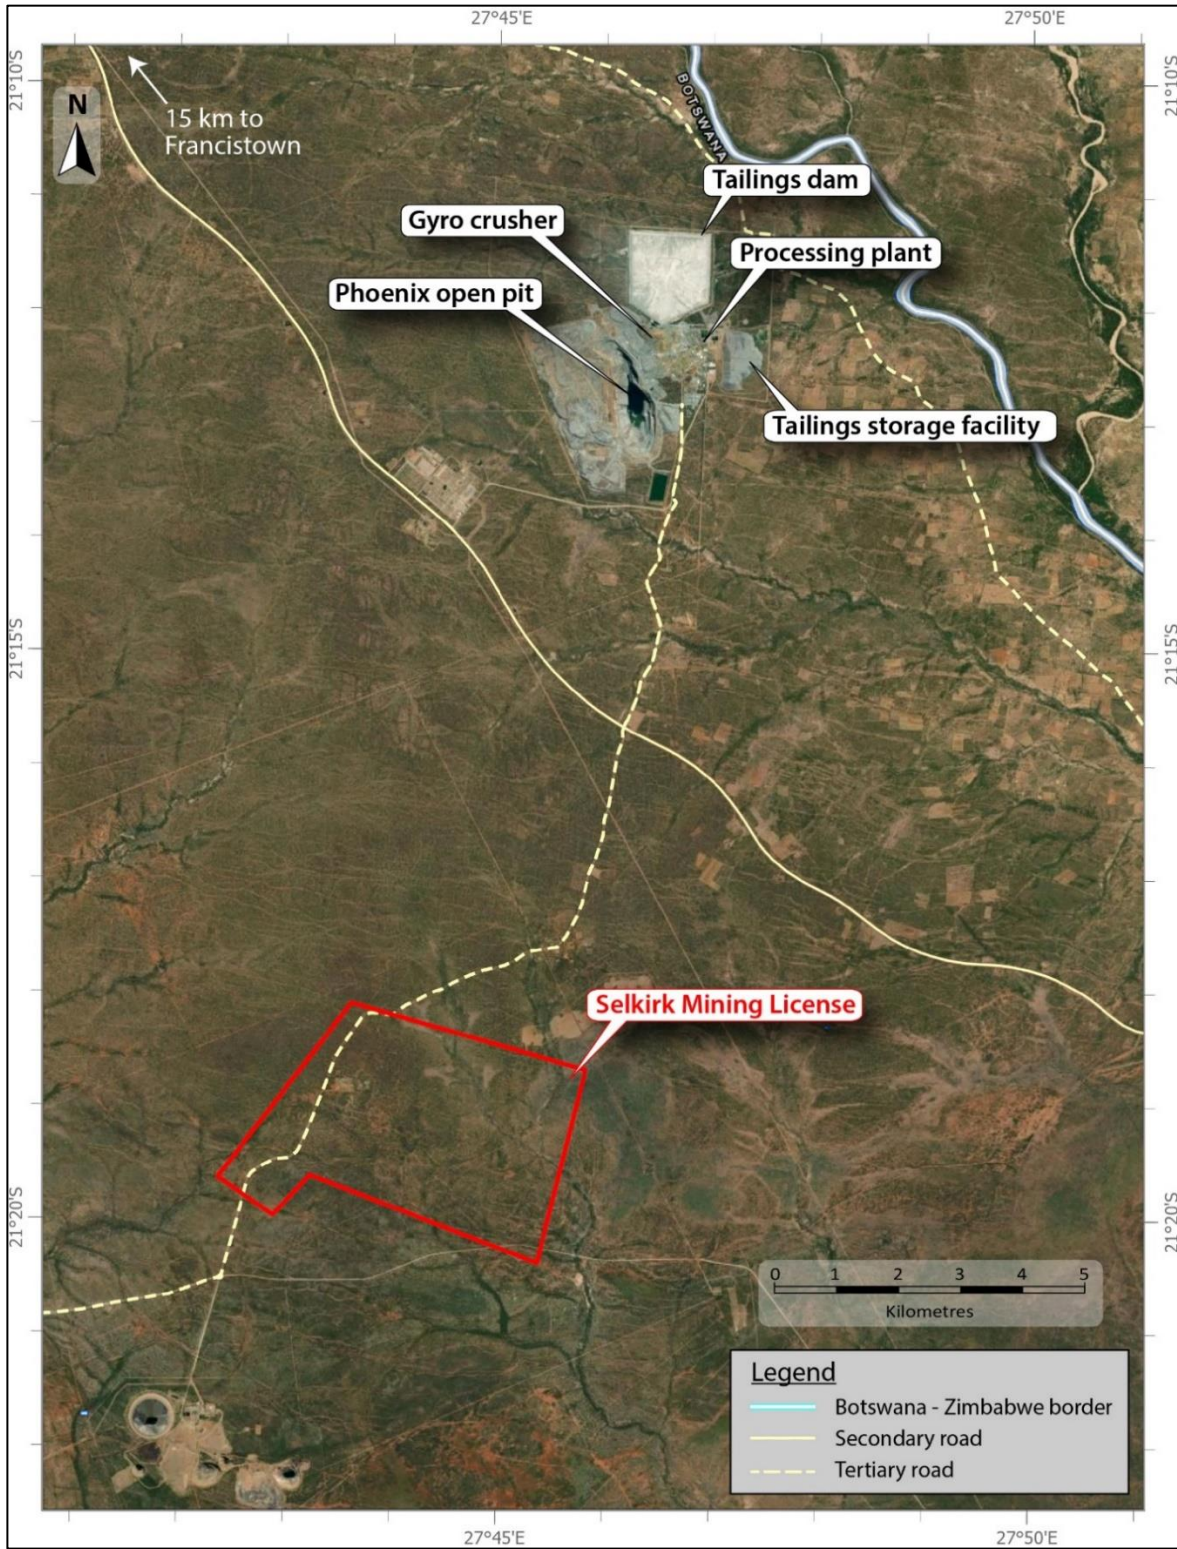 27°45'E
27°50'E
21°10'S
21°10'S
N
15 km to
Francistown
BOTSWANA
Tailings dam
Gyro crusher
Processing plant
Phoenix open pit
Tailings storage facility
21°15'S
21°15'S
Selkirk Mining License
21°20'S
21°20'S
0 1 2 3 4 5
Kilometres
Legend
Botswana - Zimbabwe border
Secondary road
Tertiary road
27°45'E
27°50'E